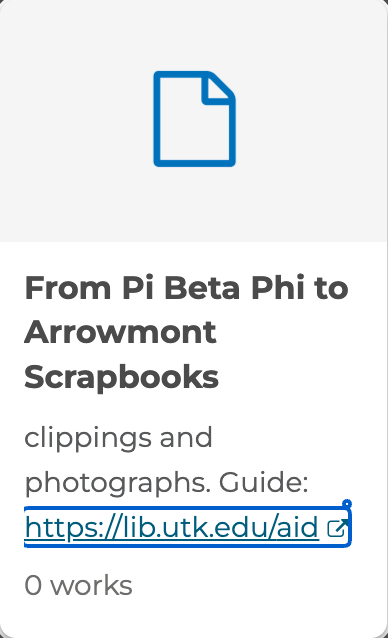 From Pi Beta Phi to
Arrowmont
Scrapbooks
clippings and
photographs. Guide:
https://lib.utk.edu/aid
0 works